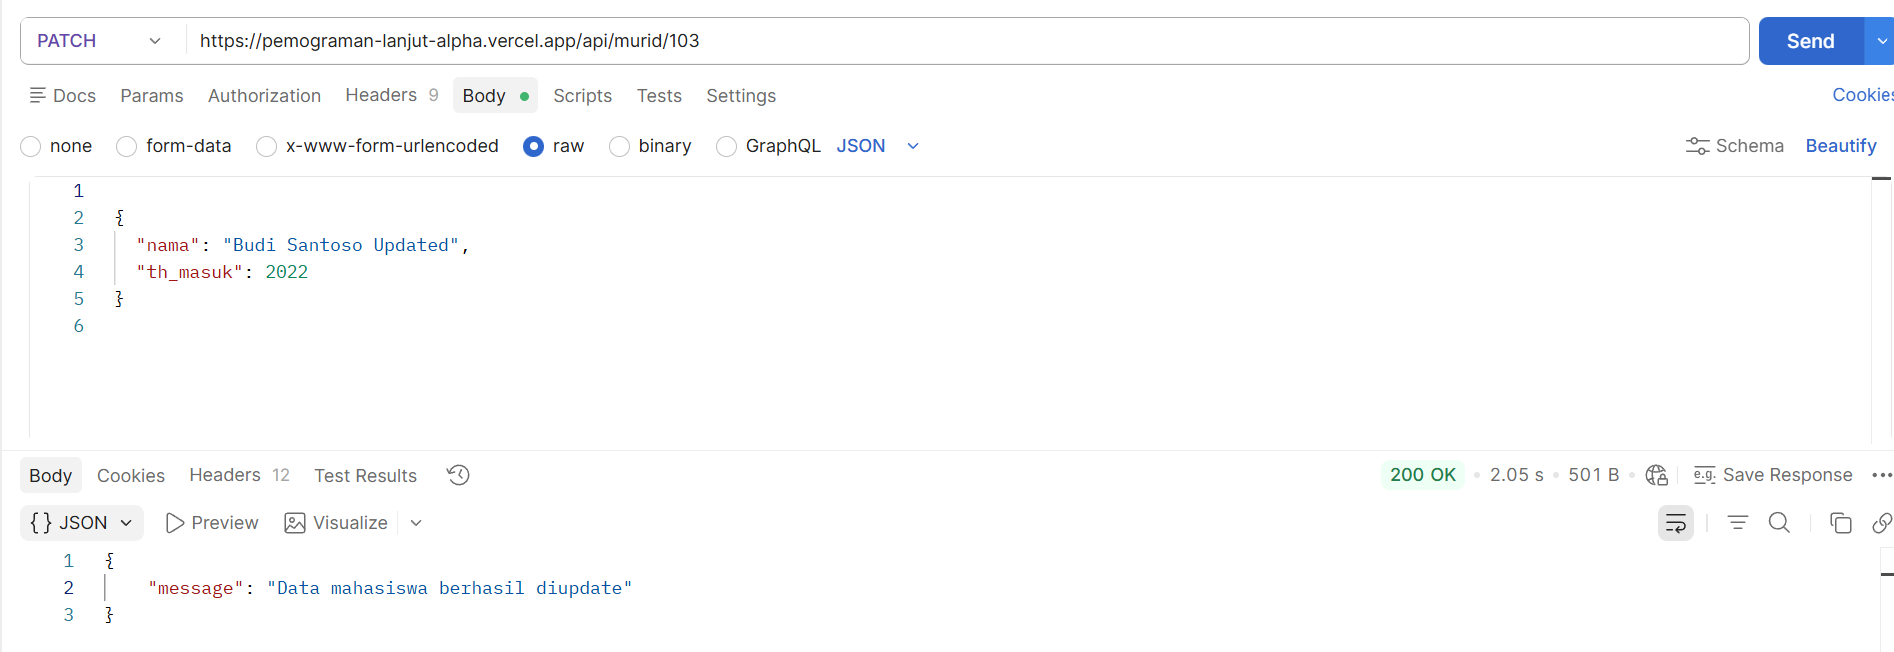 PATCH https://pemograman-lanjut-alpha.vercel.app/api/murid/103 Send
Docs Params Authorization Headers 9 Body Scripts Tests Settings Cookies
none form-data x-www-form-urlencoded raw binary GraphQL JSON Schema Beautify
1
2 {
3 "nama": "Budi Santoso Updated",
4 "th_masuk": 2022
5 }
6
Body Cookies Headers 12 Test Results 200 OK • 2.05 s • 501 B • e.g. Save Response •••
{} JSON Preview Visualize
1 {
2 "message": "Data mahasiswa berhasil diupdate"
3 }